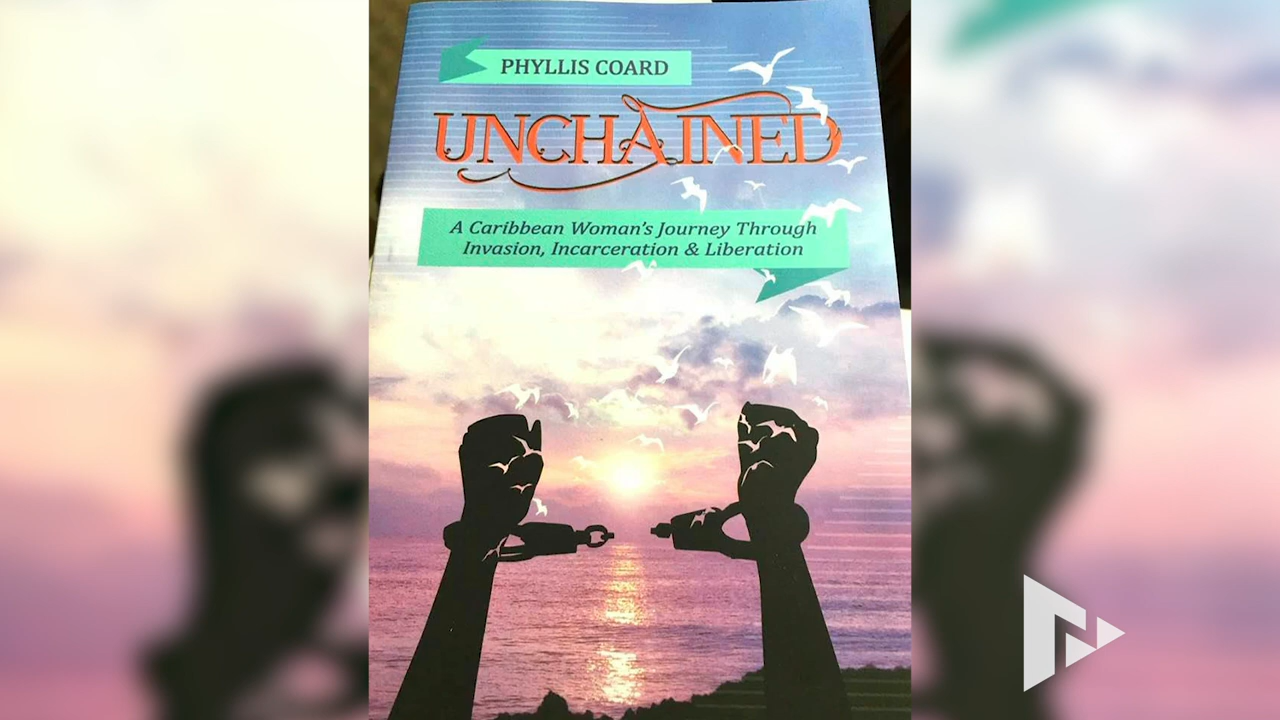 PHYLLIS COARD
UNCHAINED
A Caribbean Woman's Journey Through
Invasion, Incarceration & Liberation